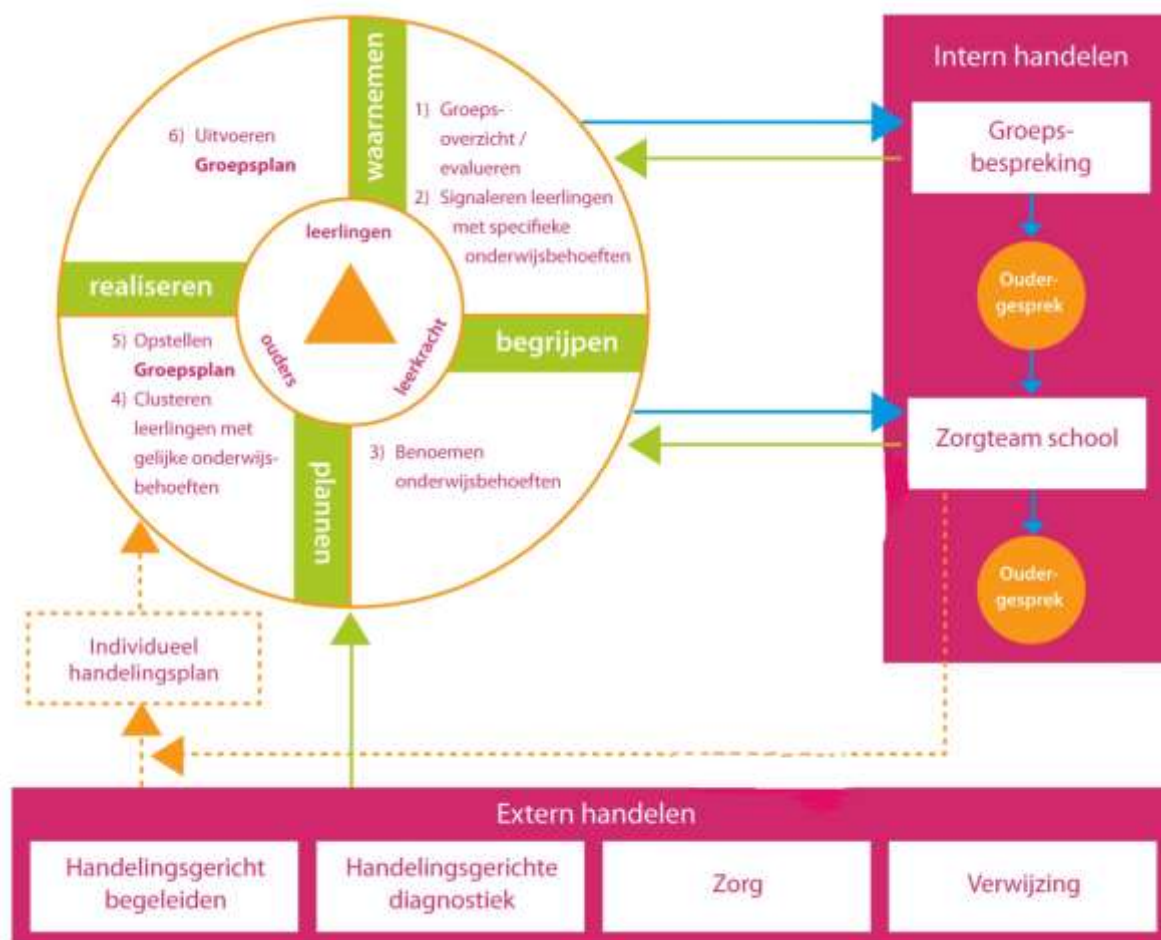 waarnemen
1) Groeps-
overzicht /
evalueren
2) Signaleren leerlingen
met specifieke
onderwijsbehoeften
begrijpen
3) Benoemen
onderwijsbehoeften
plannen
5) Opstellen
Groepsplan
4) Clusteren
leerlingen met
gelijke onderwijs-
behoeften
realiseren
6) Uitvoeren
Groepsplan
leerlingen
ouders
leerkracht
Intern handelen
Groeps-
bespreking
Ouder-
gesprek
Zorgteam school
Ouder-
gesprek
Individueel
handelingsplan
Extern handelen
Handelingsgericht
begeleiden
Handelingsgerichte
diagnostiek
Zorg
Verwijzing